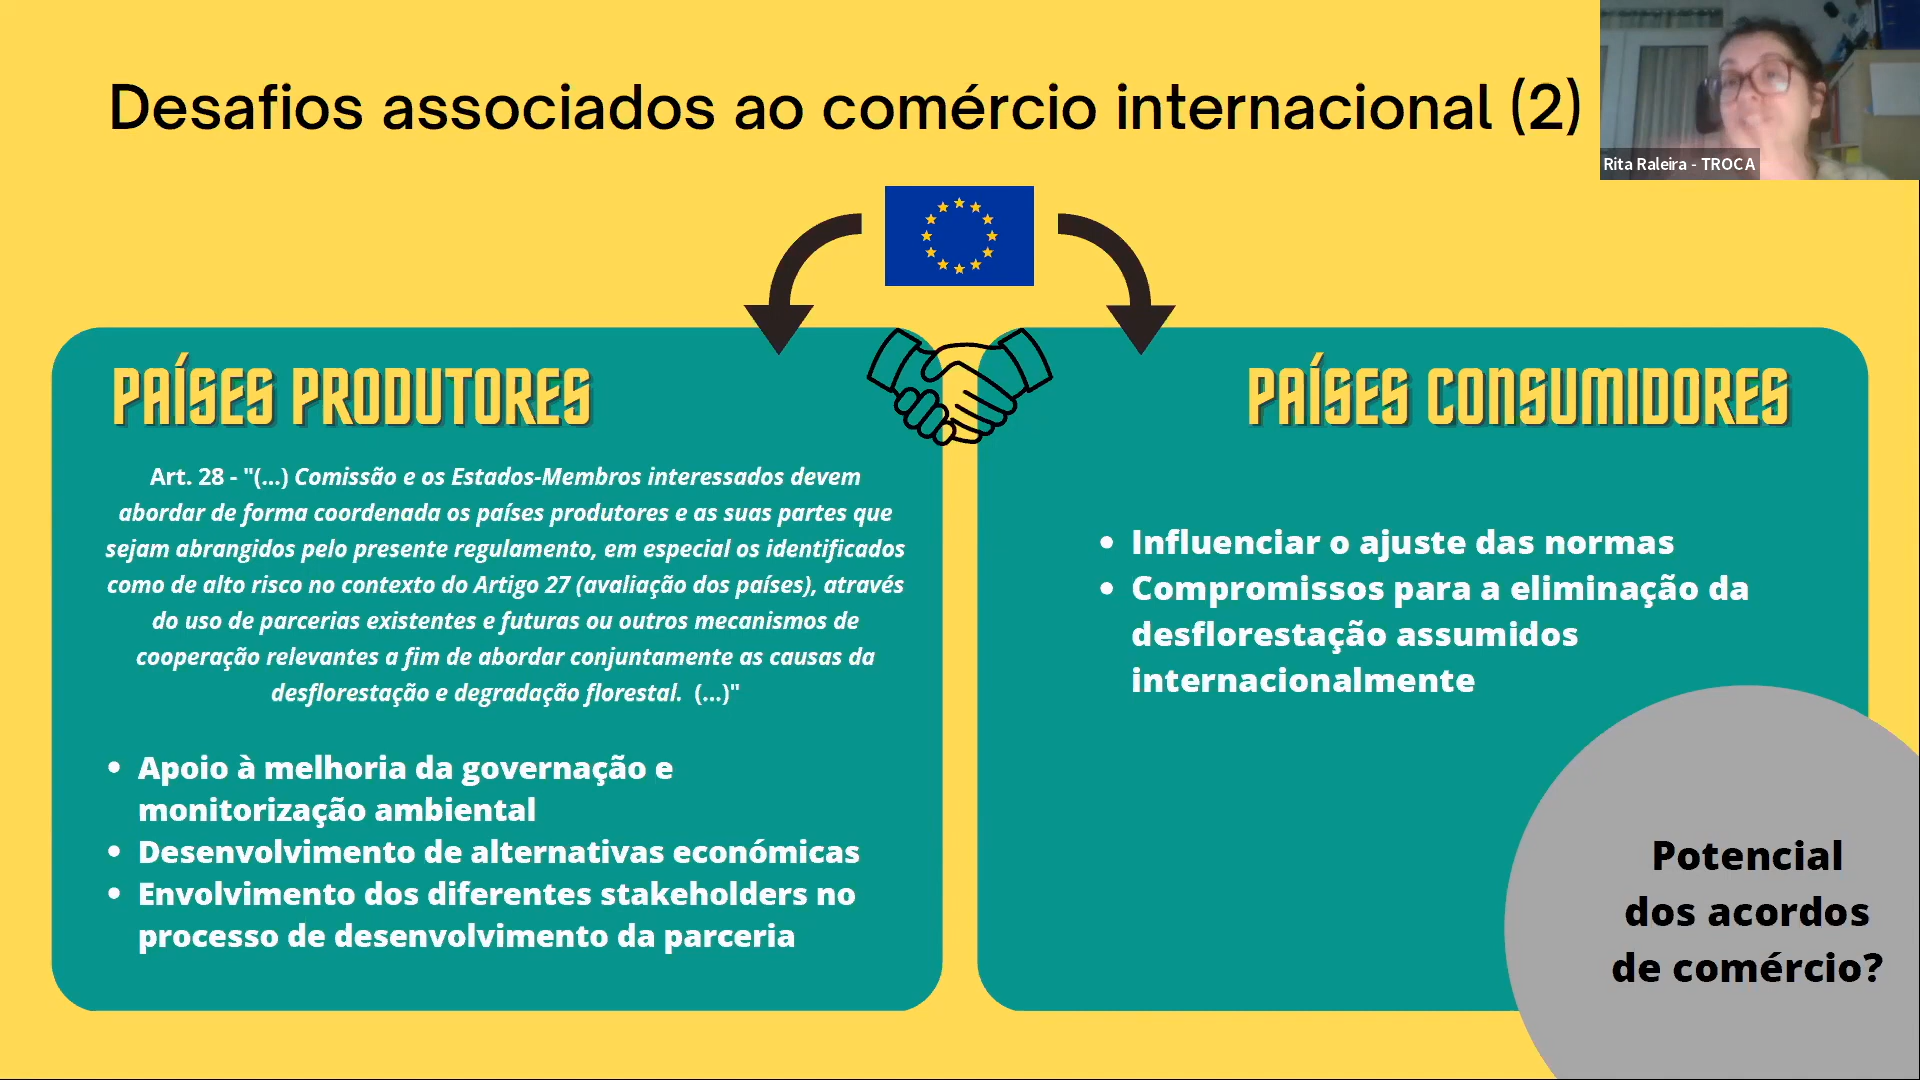 Desafios associados ao comércio internacional (2)
Rita Raleira - TROCA
PAÍSES PRODUTORES
Art. 28 - "(...) Comissão e os Estados-Membros interessados devem
abordar de forma coordenada os países produtores e as suas partes que
sejam abrangidos pelo presente regulamento, em especial os identificados
como de alto risco no contexto do Artigo 27 (avaliação dos países), através
do uso de parcerias existentes e futuras ou outros mecanismos de
cooperação relevantes a fim de abordar conjuntamente as causas da
desflorestação e degradação florestal. (...)"
• Apoio à melhoria da governação e
monitorização ambiental
• Desenvolvimento de alternativas económicas
• Envolvimento dos diferentes stakeholders no
processo de desenvolvimento da parceria
PAÍSES CONSUMIDORES
• Influenciar o ajuste das normas
• Compromissos para a eliminação da
desflorestação assumidos
internacionalmente
Potencial
dos acordos
de comércio?